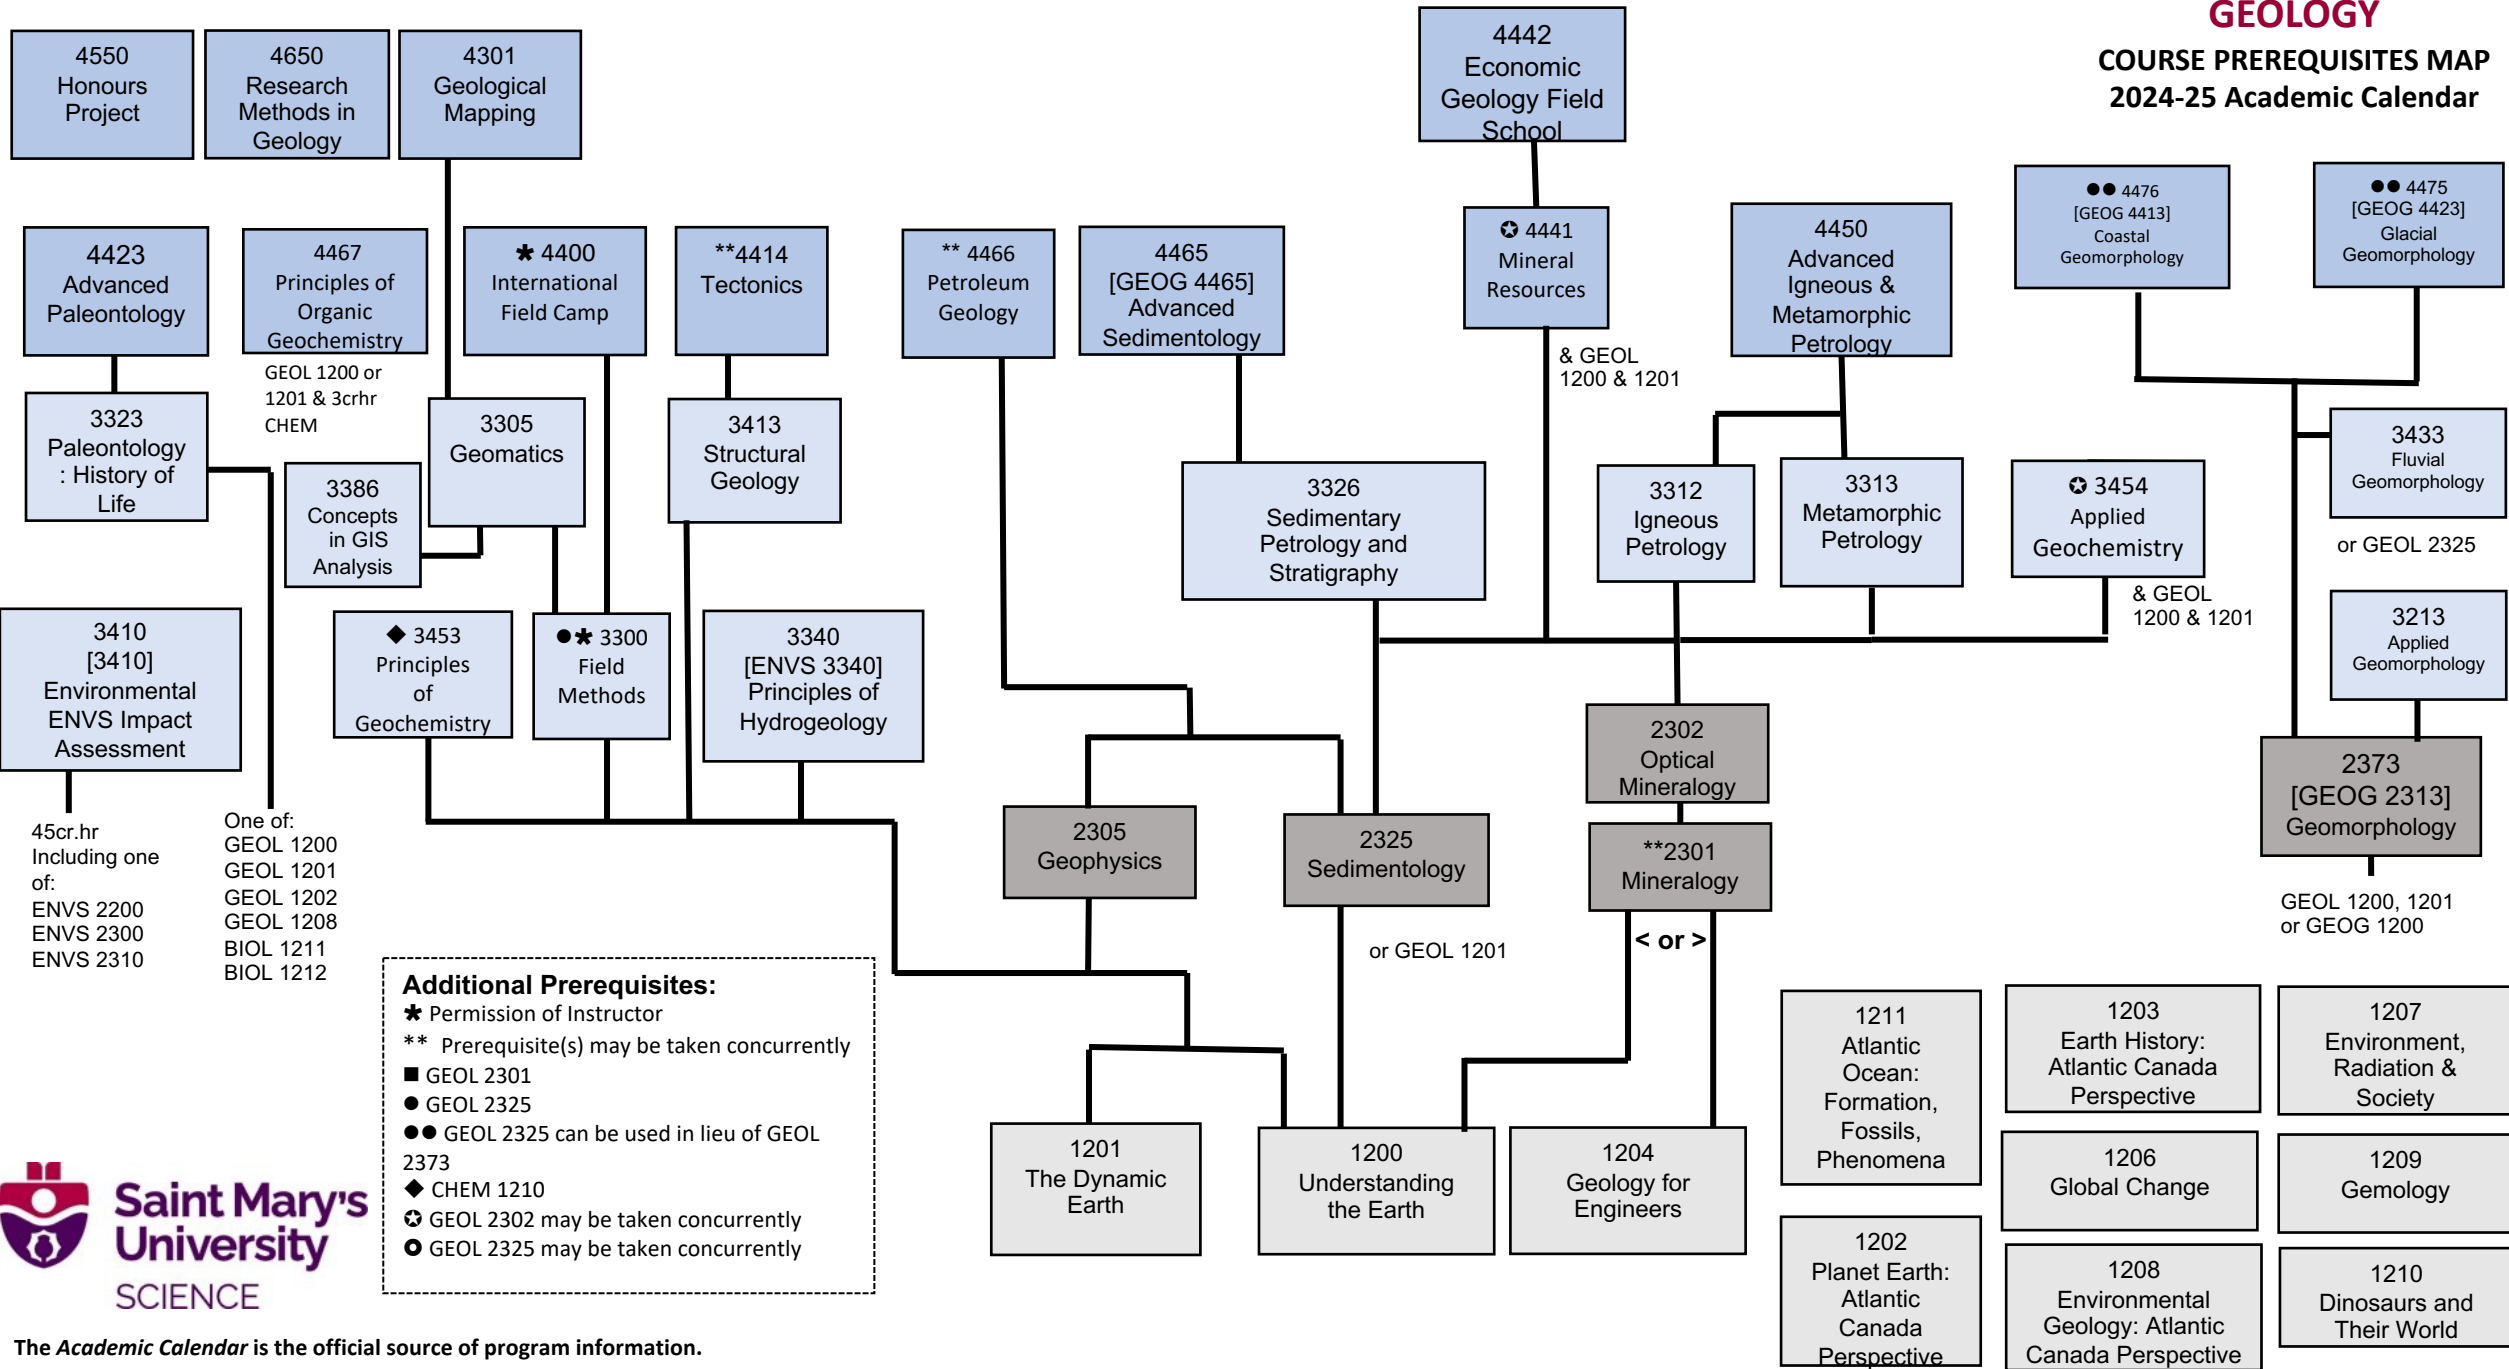 GEOLOGY
COURSE PREREQUISITES MAP
2024-25 Academic Calendar
4550
Honours
Project
4650
Research
Methods in
Geology
4301
Geological
Mapping
4442
Economic
Geology Field
School
4423
Advanced
Paleontology
4467
Principles of
Organic
Geochemistry
GEOL 1200 or
1201 & 3crhr
CHEM
★ 4400
International
Field Camp
**4414
Tectonics
** 4466
Petroleum
Geology
4465
[GEOG 4465]
Advanced
Sedimentology
✪ 4441
Mineral
Resources
& GEOL
1200 & 1201
4450
Advanced
Igneous &
Metamorphic
Petrology
●● 4476
[GEOG 4413]
Coastal
Geomorphology
●● 4475
[GEOG 4423]
Glacial
Geomorphology
3323
Paleontology
: History of
Life
3386
Concepts
in GIS
Analysis
3305
Geomatics
3413
Structural
Geology
3326
Sedimentary
Petrology and
Stratigraphy
3312
Igneous
Petrology
3313
Metamorphic
Petrology
✪ 3454
Applied
Geochemistry
& GEOL
1200 & 1201
3433
Fluvial
Geomorphology
or GEOL 2325
3410
[3410]
Environmental
ENVS Impact
Assessment
45cr.hr
Including one
of:
ENVS 2200
ENVS 2300
ENVS 2310
One of:
GEOL 1200
GEOL 1201
GEOL 1202
GEOL 1208
BIOL 1211
BIOL 1212
◆ 3453
Principles
of
Geochemistry
●★ 3300
Field
Methods
3340
[ENVS 3340]
Principles of
Hydrogeology
3213
Applied
Geomorphology
2302
Optical
Mineralogy
2373
[GEOG 2313]
Geomorphology
GEOL 1200, 1201
or GEOG 1200
2305
Geophysics
2325
Sedimentology
or GEOL 1201
**2301
Mineralogy
< or >
Additional Prerequisites:
★ Permission of Instructor
** Prerequisite(s) may be taken concurrently
■ GEOL 2301
● GEOL 2325
●● GEOL 2325 can be used in lieu of GEOL
2373
◆ CHEM 1210
✪ GEOL 2302 may be taken concurrently
⭘ GEOL 2325 may be taken concurrently
1201
The Dynamic
Earth
1200
Understanding
the Earth
1204
Geology for
Engineers
1211
Atlantic
Ocean:
Formation,
Fossils,
Phenomena
1203
Earth History:
Atlantic Canada
Perspective
1207
Environment,
Radiation &
Society
1206
Global Change
1209
Gemology
1202
Planet Earth:
Atlantic
Canada
Perspective
1208
Environmental
Geology: Atlantic
Canada Perspective
1210
Dinosaurs and
Their World
Saint Mary's
University
SCIENCE
The Academic Calendar is the official source of program information.